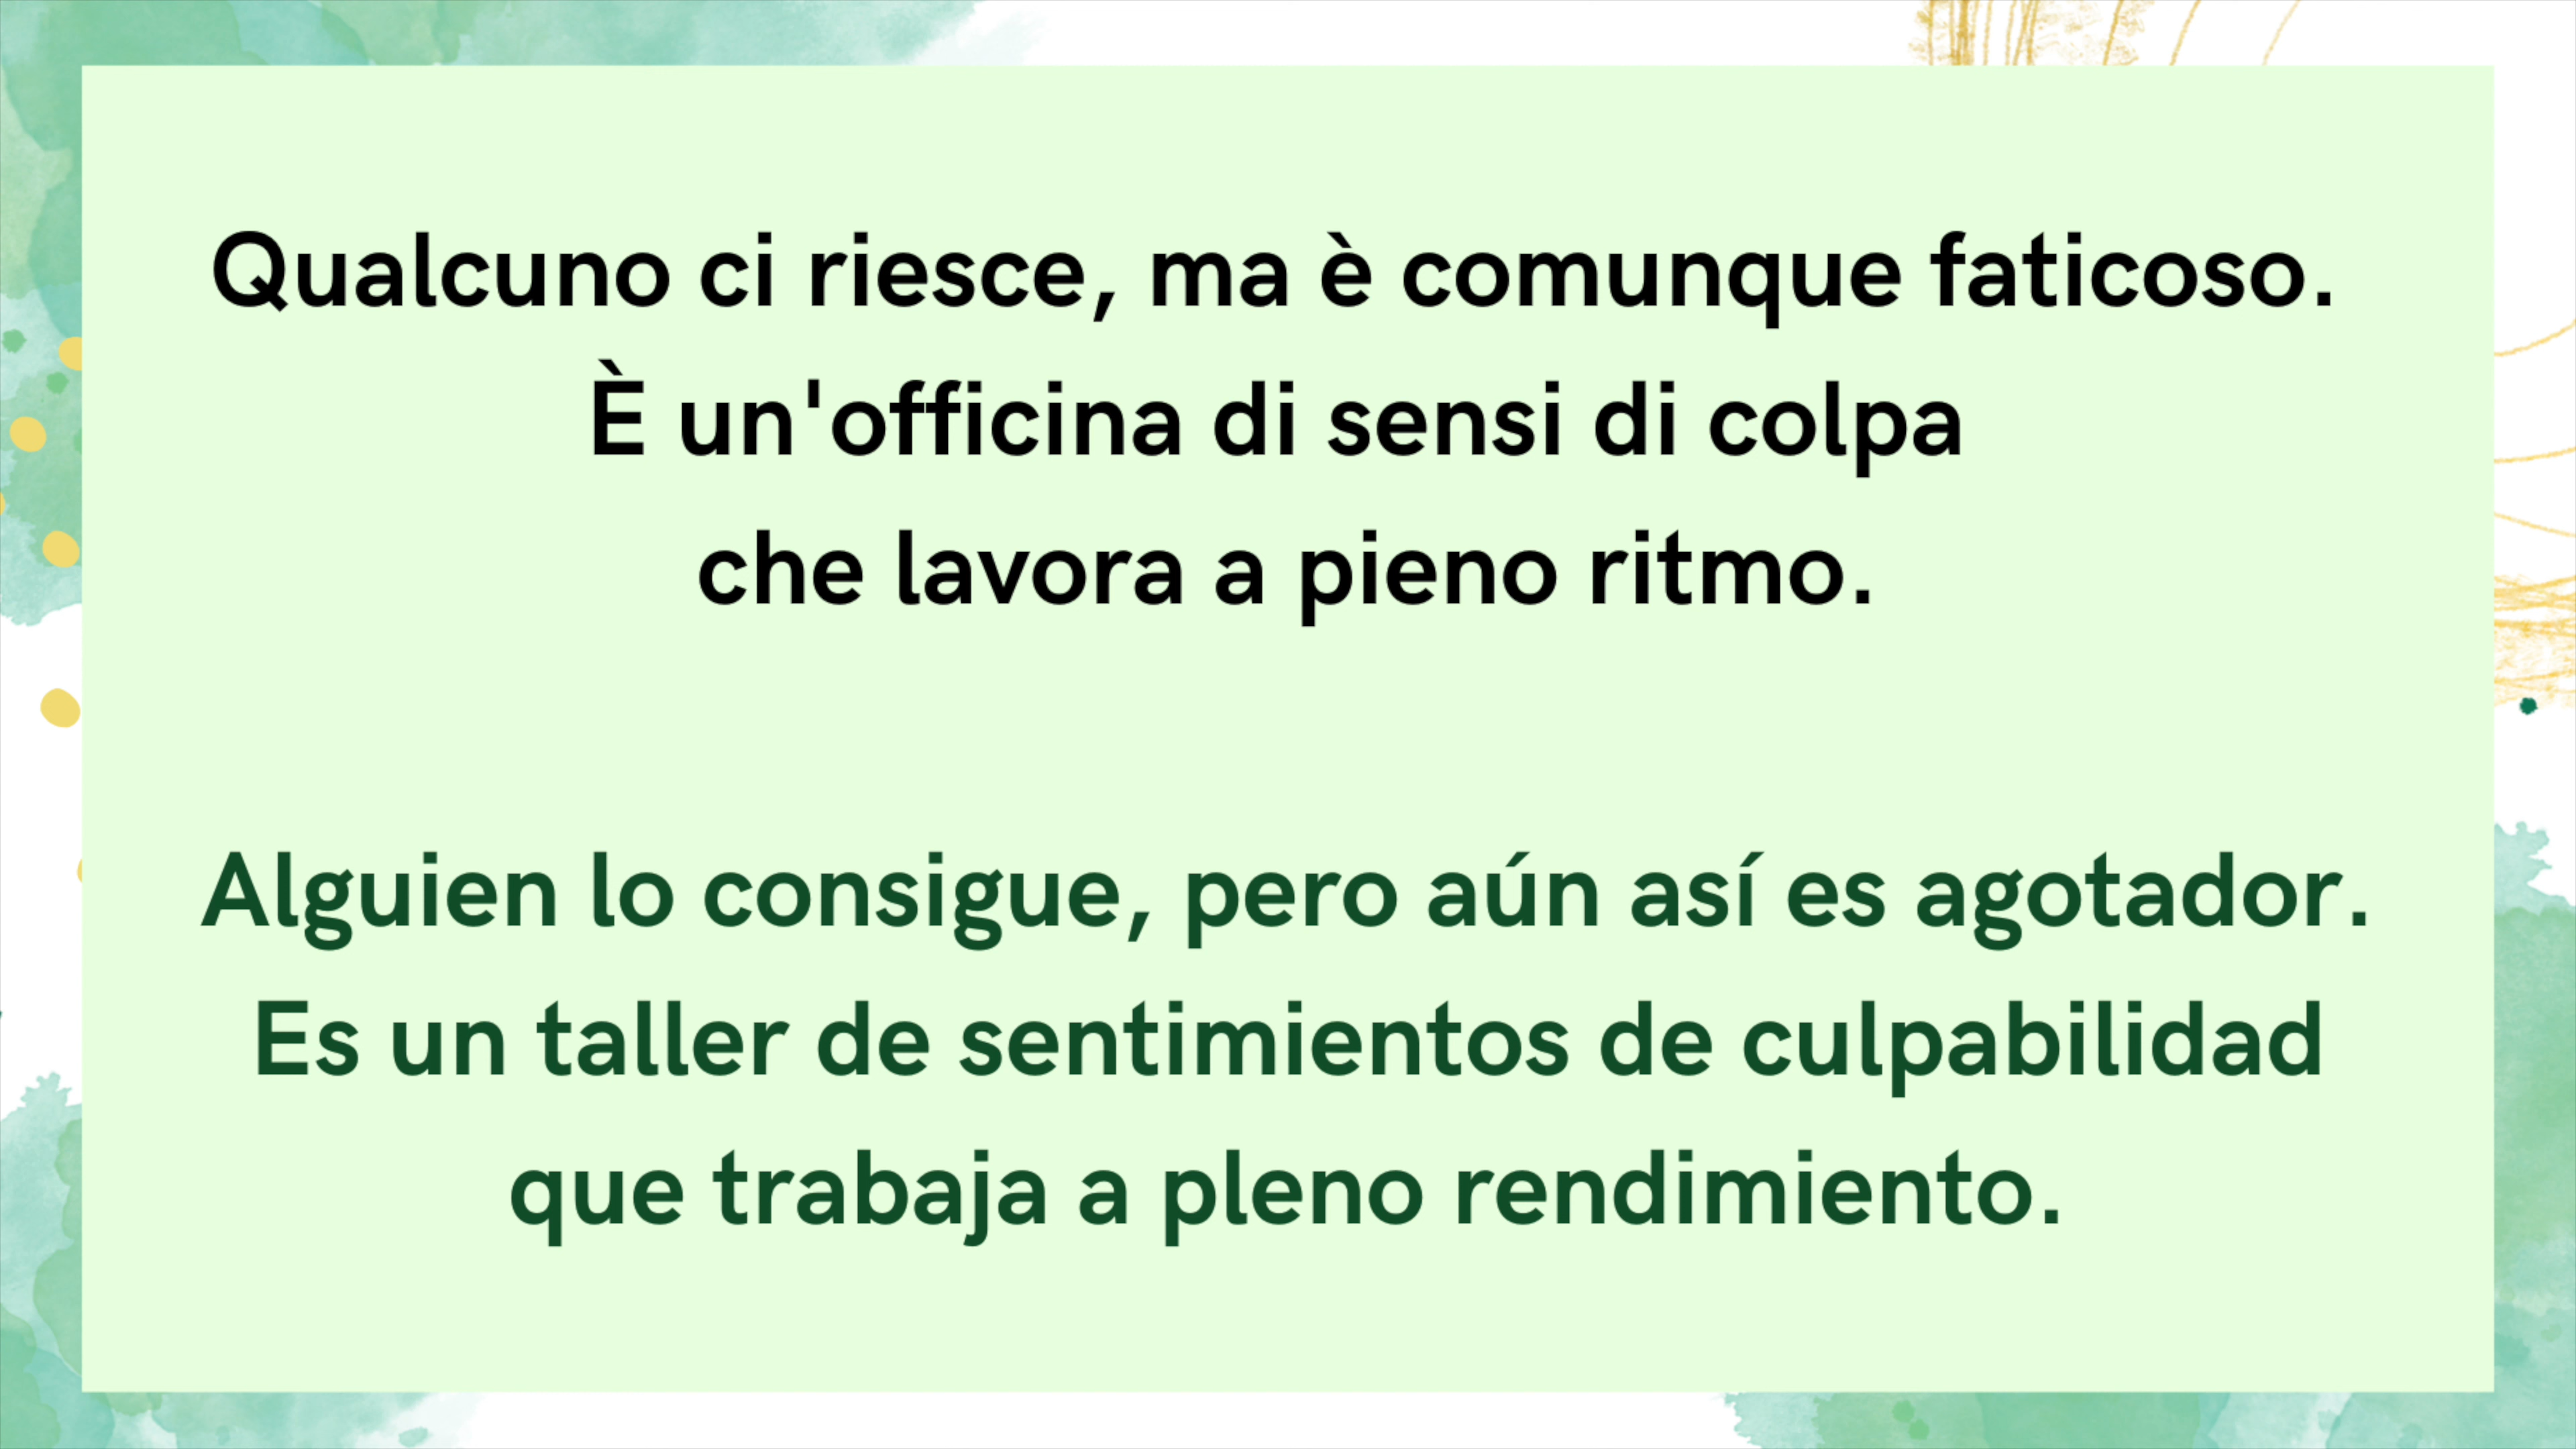 Qualcuno ci riesce, ma è comunque faticoso.
È un'officina di sensi di colpa
che lavora a pieno ritmo.
Alguien lo consigue, pero aún así es agotador.
Es un taller de sentimientos de culpabilidad
que trabaja a pleno rendimiento.